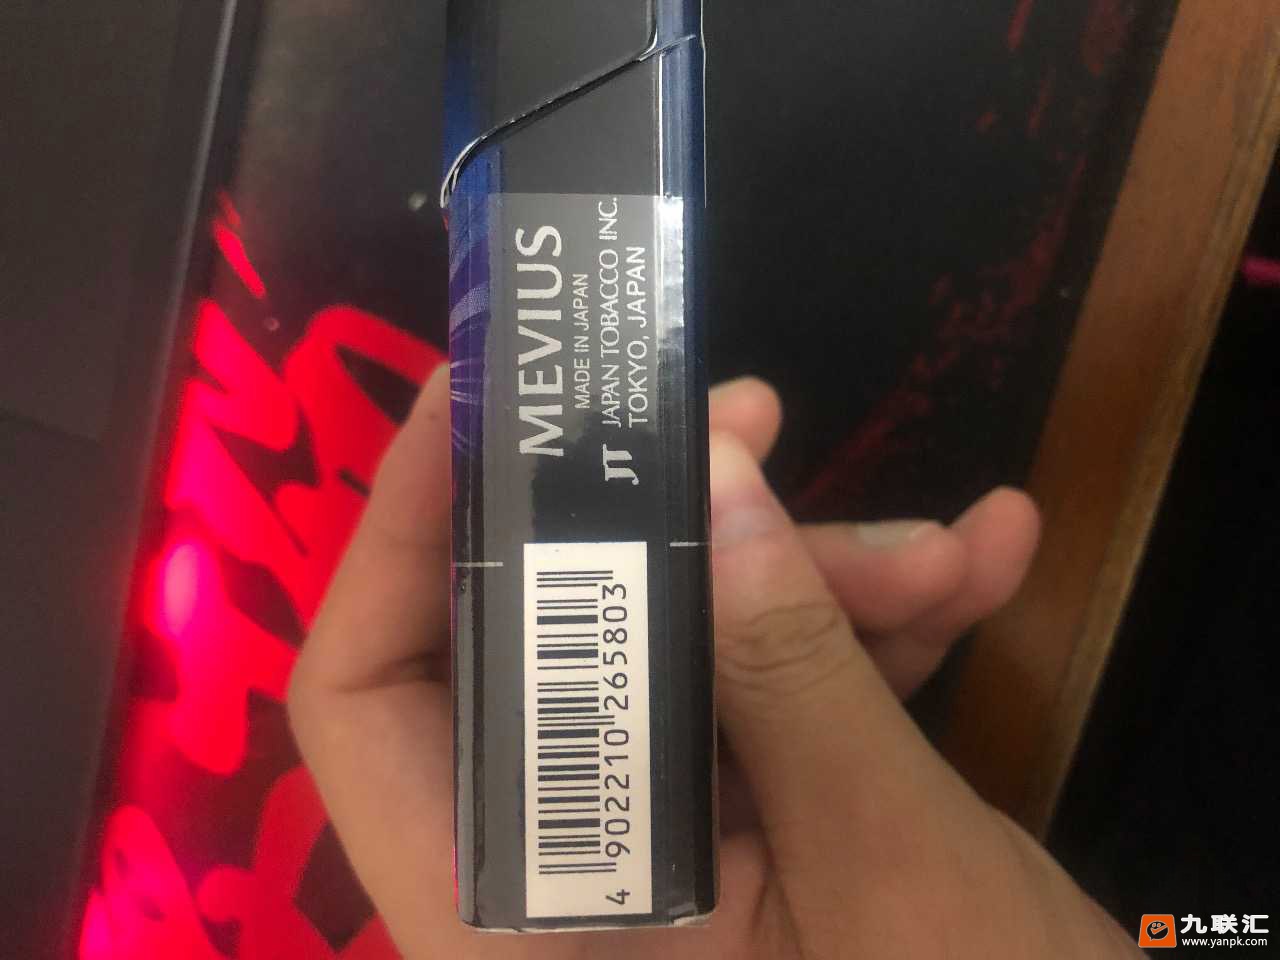 MEVIUS
MADE IN JAPAN
JT JAPAN TOBACCO INC.
TOKYO, JAPAN
4 902210 265803
九联汇
www.yanpk.com